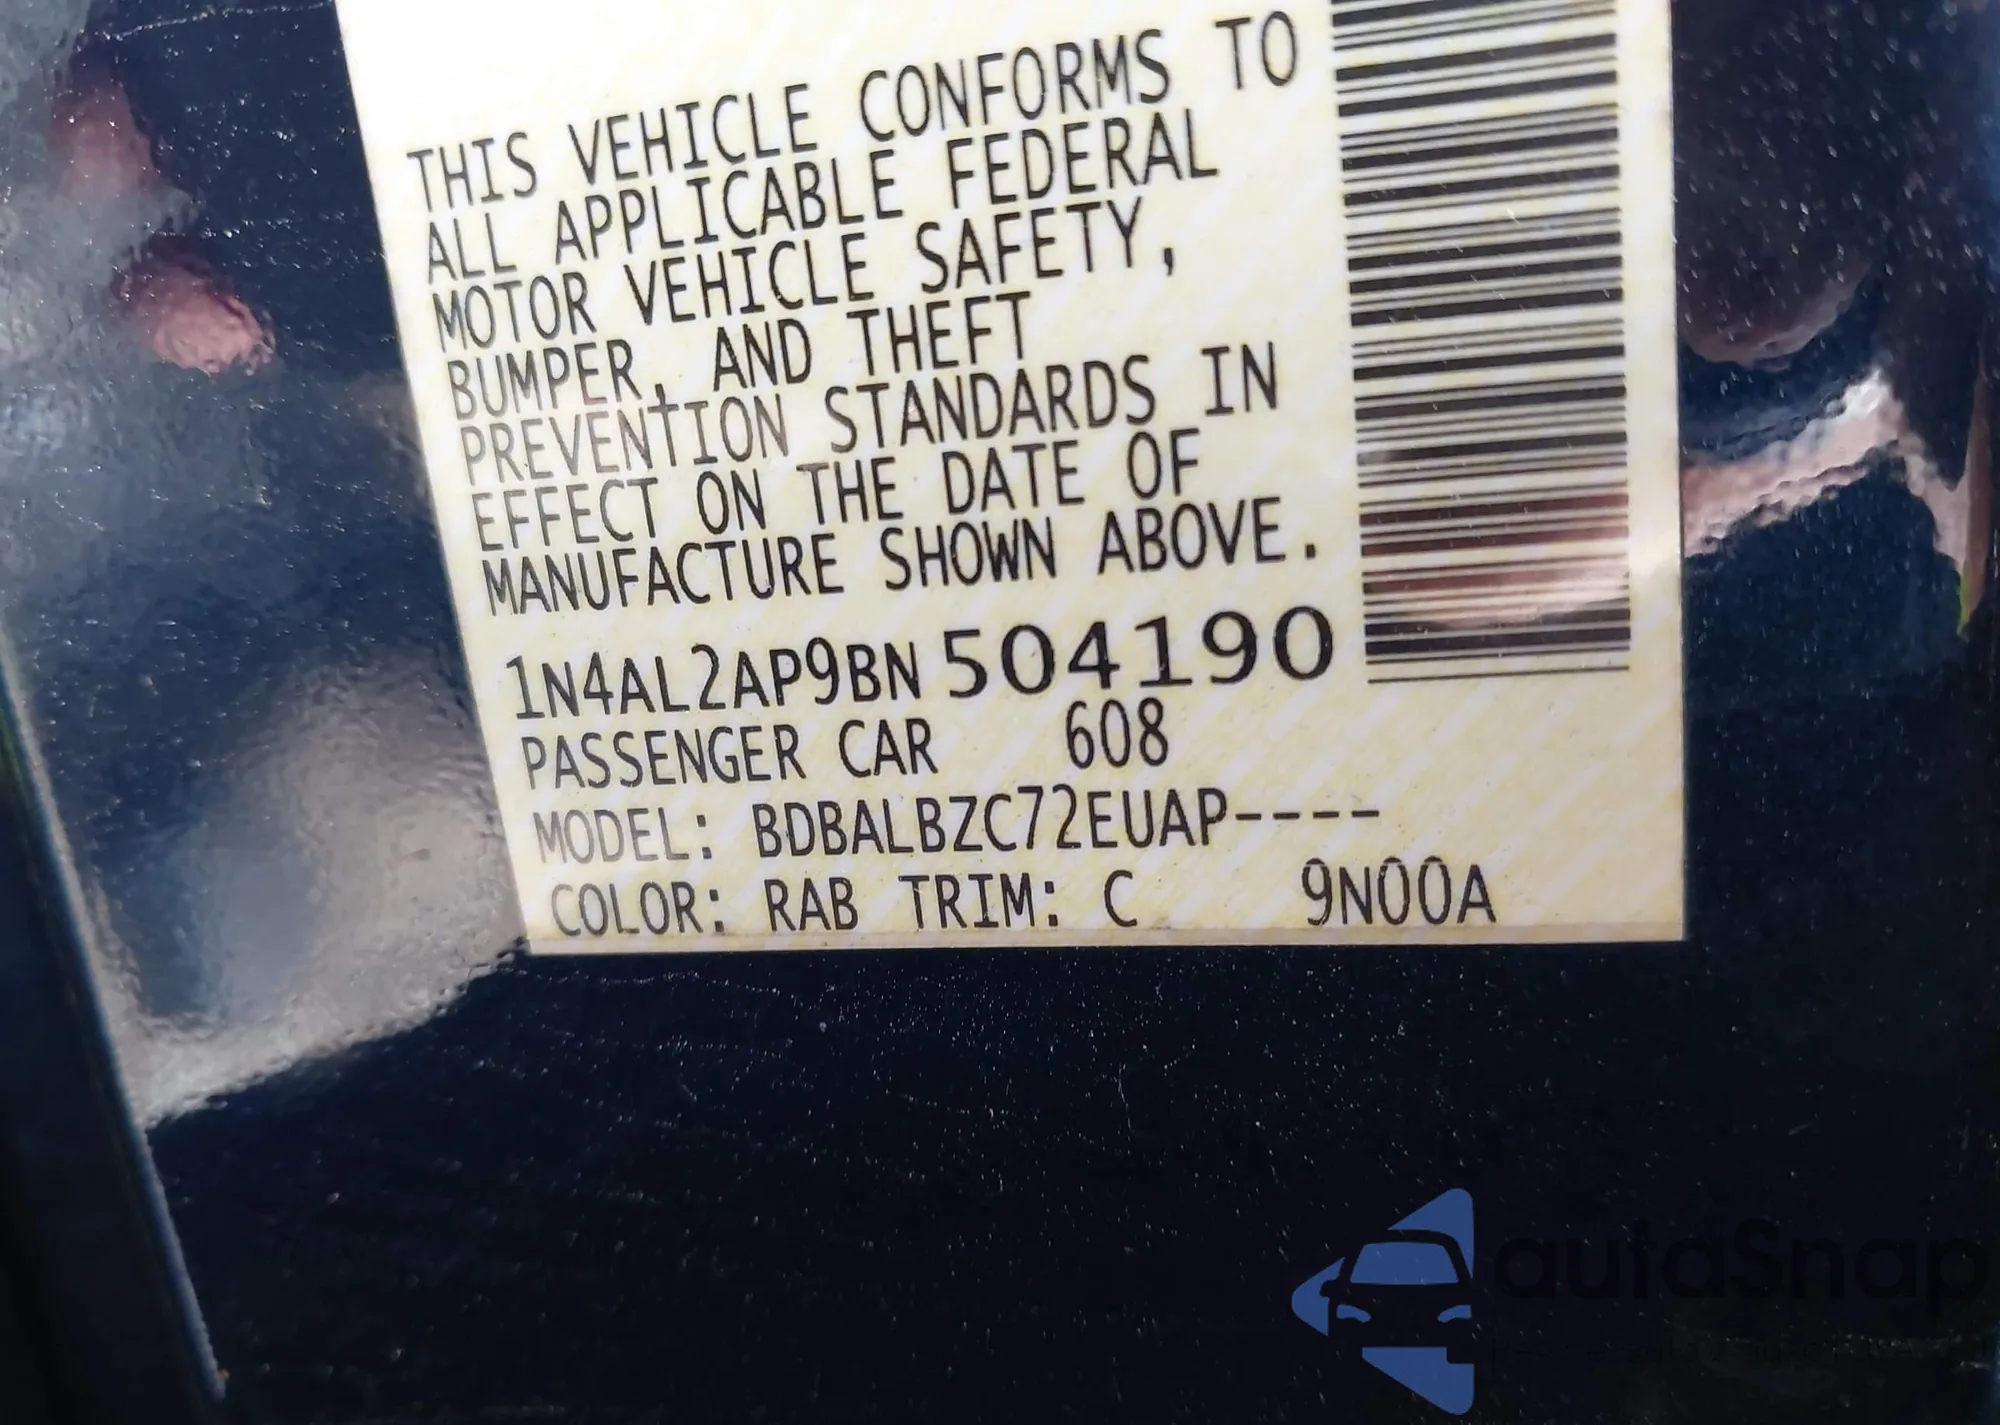 THIS VEHICLE CONFORMS TO
ALL APPLICABLE FEDERAL
MOTOR VEHICLE SAFETY,
BUMPER, AND THEFT
PREVENTION STANDARDS IN
EFFECT ON THE DATE OF
MANUFACTURE SHOWN ABOVE.
1N4AL2AP9BN504190
PASSENGER CAR 608
MODEL: BDBALBZC72EUAP----
COLOR: RAB TRIM: C 9N00A
autaSnap